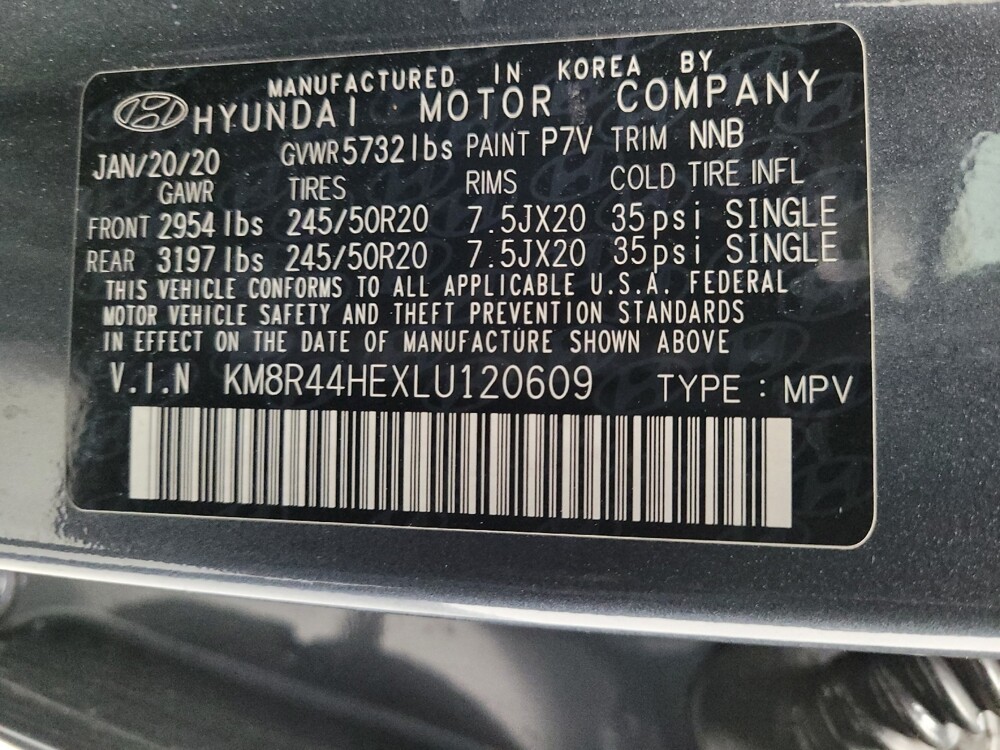 MANUFACTURED IN KOREA BY
HYUNDAI MOTOR COMPANY
JAN/20/20 GVWR 5732 lbs PAINT P7V TRIM NNB
GAWR TIRES RIMS COLD TIRE INFL
FRONT 2954 lbs 245/50R20 7.5JX20 35psi SINGLE
REAR 3197 lbs 245/50R20 7.5JX20 35psi SINGLE
THIS VEHICLE CONFORMS TO ALL APPLICABLE U.S.A. FEDERAL
MOTOR VEHICLE SAFETY AND THEFT PREVENTION STANDARDS
IN EFFECT ON THE DATE OF MANUFACTURE SHOWN ABOVE
V.I.N KM8R44HEXLU120609 TYPE : MPV